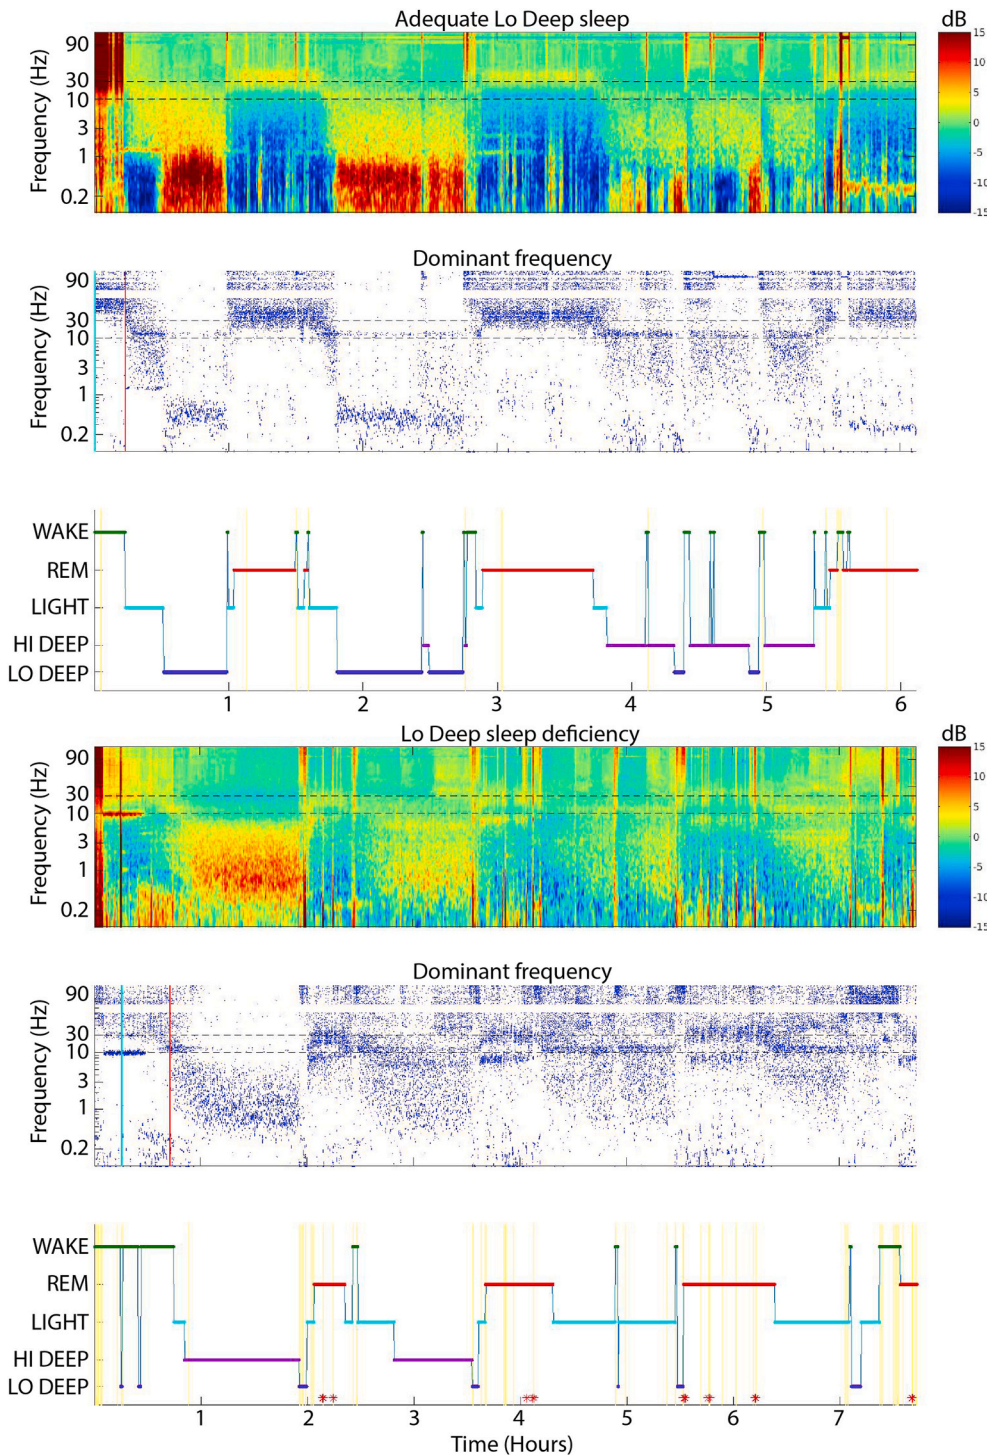 Adequate Lo Deep sleep
dB
Frequency (Hz)
90
30
10
3
1
0.2
15
10
5
0
-5
-10
-15
Dominant frequency
Frequency (Hz)
90
30
10
3
1
0.2
WAKE
REM
LIGHT
HI DEEP
LO DEEP
1 2 3 4 5 6
Lo Deep sleep deficiency
dB
Frequency (Hz)
90
30
10
3
1
0.2
15
10
5
0
-5
-10
-15
Dominant frequency
Frequency (Hz)
90
30
10
3
1
0.2
WAKE
REM
LIGHT
HI DEEP
LO DEEP
1 2 3 4 5 6 7
Time (Hours)